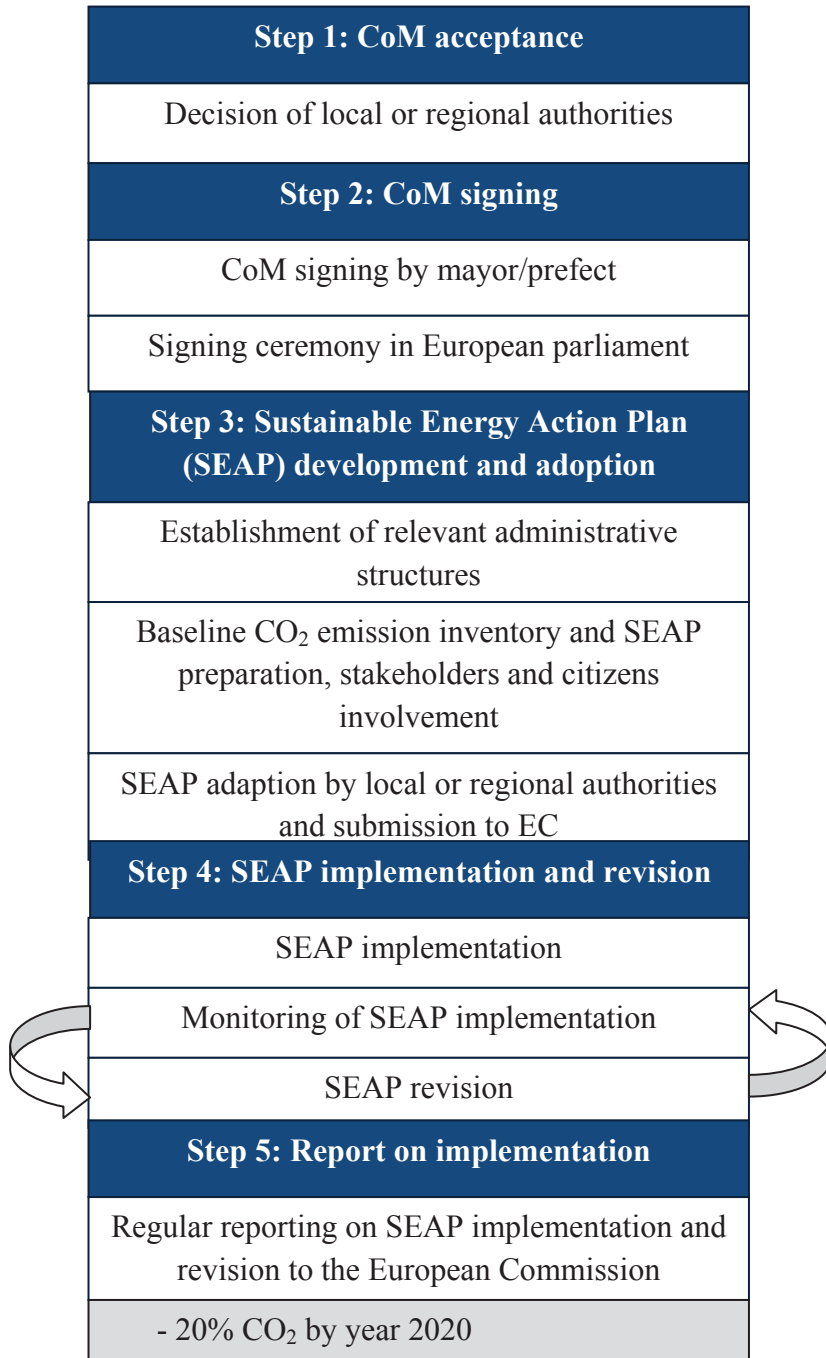 Step 1: CoM acceptance
Decision of local or regional authorities
Step 2: CoM signing
CoM signing by mayor/prefect
Signing ceremony in European parliament
Step 3: Sustainable Energy Action Plan
(SEAP) development and adoption
Establishment of relevant administrative
structures
Baseline CO₂ emission inventory and SEAP
preparation, stakeholders and citizens
involvement
SEAP adaption by local or regional authorities
and submission to EC
Step 4: SEAP implementation and revision
SEAP implementation
Monitoring of SEAP implementation
SEAP revision
Step 5: Report on implementation
Regular reporting on SEAP implementation and
revision to the European Commission
- 20% CO₂ by year 2020